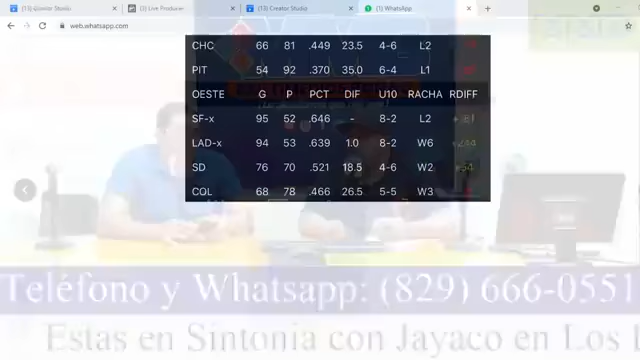 (13) Creator Studio
(3) Live Producer
(13) Creator Studio
(1) WhatsApp
web.whatsapp.com
CHC 66 81 .449 23.5 4-6 L2
PIT 54 92 .370 35.0 6-4 L1
OESTE G P PCT DIF U10 RACHA RDIFF
SF-x 95 52 .646 - 8-2 L2
LAD-x 94 53 .639 1.0 8-2 W6 +244
SD 76 70 .521 18.5 4-6 W2
COL 68 78 .466 26.5 5-5 W3
Teléfono y Whatsapp: (829) 666-0551
Estas en Sintonia con Jayaco en Los